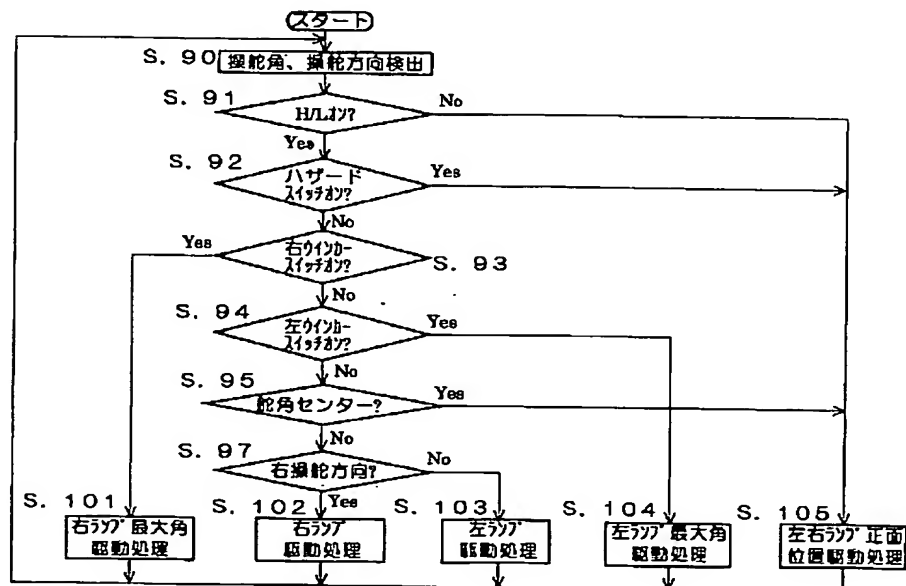 スタート
S. 90
操舵角、操舵方向検出
S. 91
H/Lオン?
No
Yes
S. 92
ハザード
スイッチオン?
Yes
No
Yes
右ウインカー
スイッチオン?
S. 93
No
S. 94
左ウインカー
スイッチオン?
Yes
No
S. 95
舵角センター?
Yes
No
S. 97
右操舵方向?
No
Yes
S. 101
右ランプ最大角
駆動処理
S. 102
右ランプ
駆動処理
S. 103
左ランプ
駆動処理
S. 104
左ランプ最大角
駆動処理
S. 105
左右ランプ正面
位置駆動処理